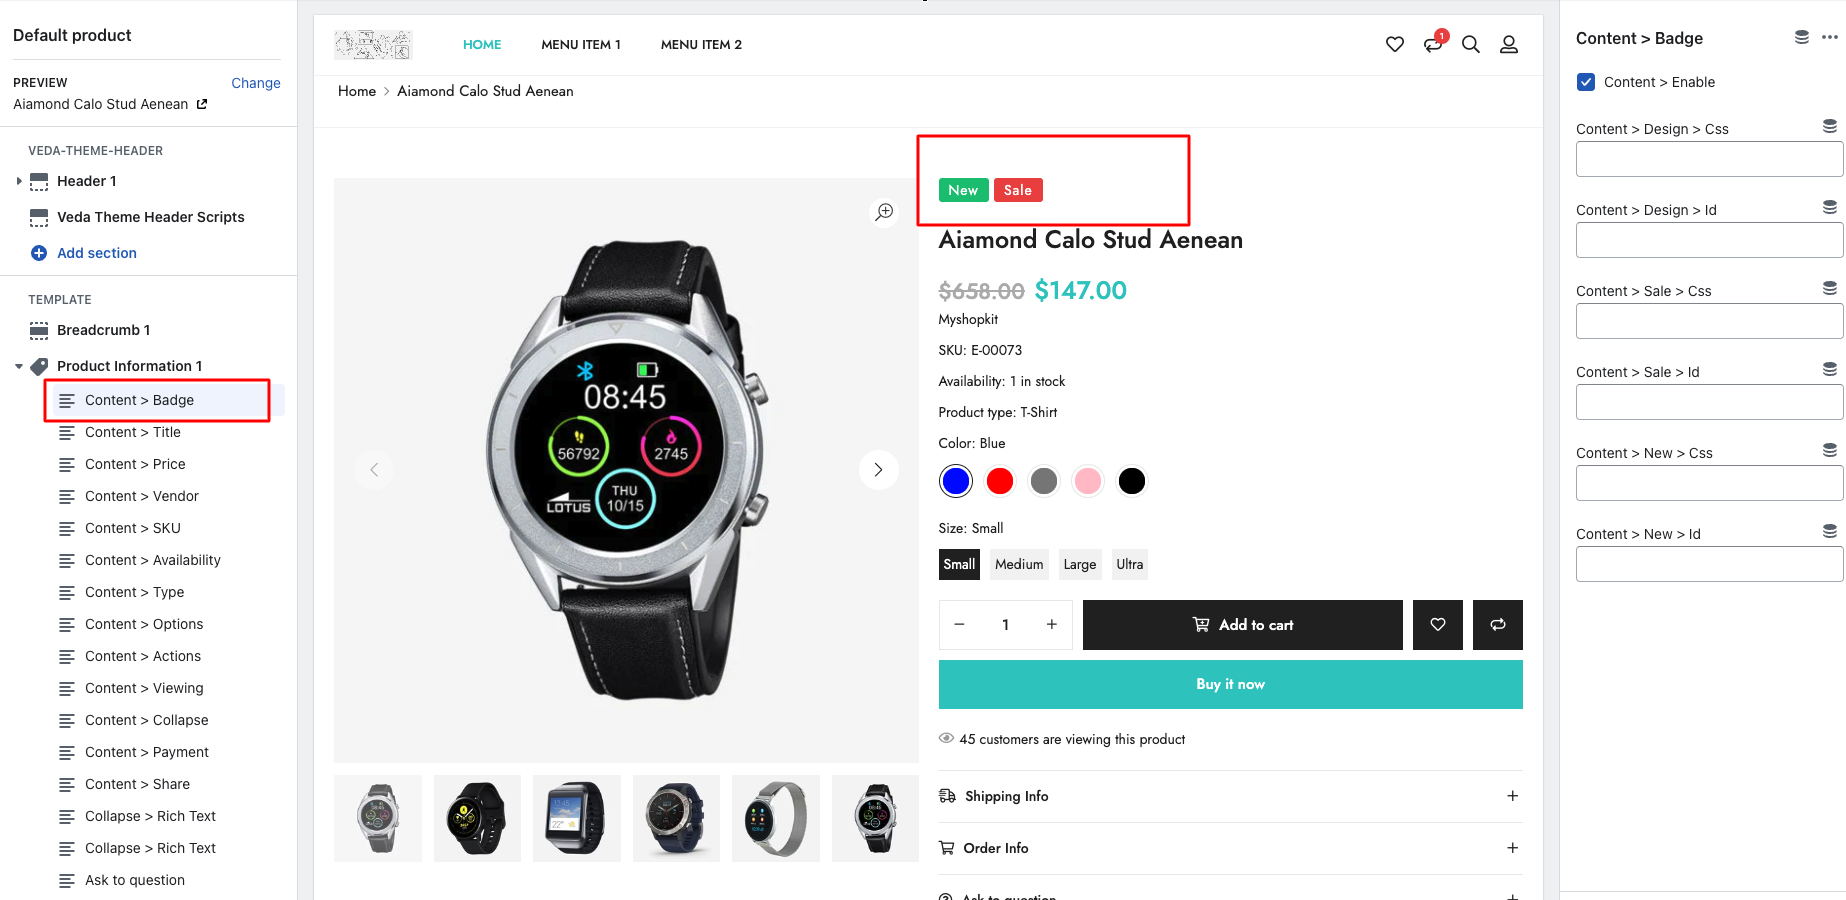 Default product
PREVIEW
Change
Aiamond Calo Stud Aenean
VEDA-THEME-HEADER
Header 1
Veda Theme Header Scripts
Add section
TEMPLATE
Breadcrumb 1
Product Information 1
Content > Badge
Content > Title
Content > Price
Content > Vendor
Content > SKU
Content > Availability
Content > Type
Content > Options
Content > Actions
Content > Viewing
Content > Collapse
Content > Payment
Content > Share
Collapse > Rich Text
Collapse > Rich Text
Ask to question
HOME MENU ITEM 1 MENU ITEM 2
1
Home > Aiamond Calo Stud Aenean
08:45
56792
2745
THU
10/15
LOTUS
New Sale
Aiamond Calo Stud Aenean
$658.00 $147.00
Myshopkit
SKU: E-00073
Availability: 1 in stock
Product type: T-Shirt
Color: Blue
Size: Small
Small Medium Large Ultra
− 1 +
Add to cart
Buy it now
45 customers are viewing this product
Shipping Info +
Order Info +
Ask to question +
Content > Badge
Content > Enable
Content > Design > Css
Content > Design > Id
Content > Sale > Css
Content > Sale > Id
Content > New > Css
Content > New > Id